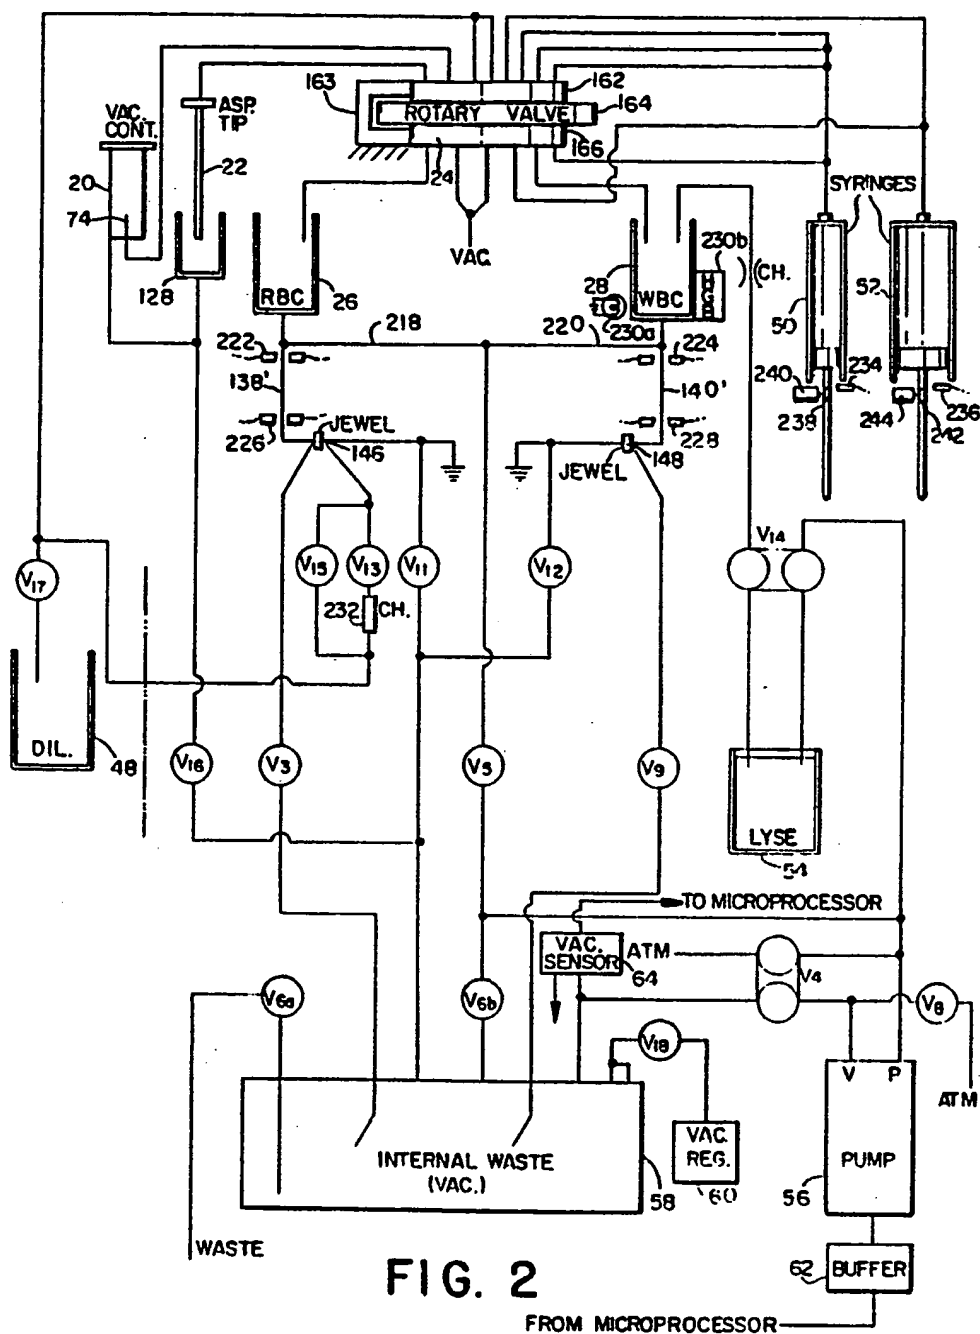 163
162
164
ROTARY VALVE
166
24
VAC.
CONT.
ASP.
TIP
20
22
74
128
VAC.
SYRINGES
RBC
26
28
WBC
230b
CH.
230a
50
52
218
220
222
224
138'
140'
240
234
238
244
236
242
226
JEWEL
146
228
148
JEWEL
V17
V15
V13
V11
V12
V14
232
CH.
DIL.
48
V16
V3
V5
V9
LYSE
54
TO MICROPROCESSOR
VAC.
SENSOR
64
ATM
V4
V6a
V6b
V8
V18
V P
ATM
INTERNAL WASTE
(VAC.)
58
VAC.
REG.
60
PUMP
56
WASTE
FIG. 2
62
BUFFER
FROM MICROPROCESSOR